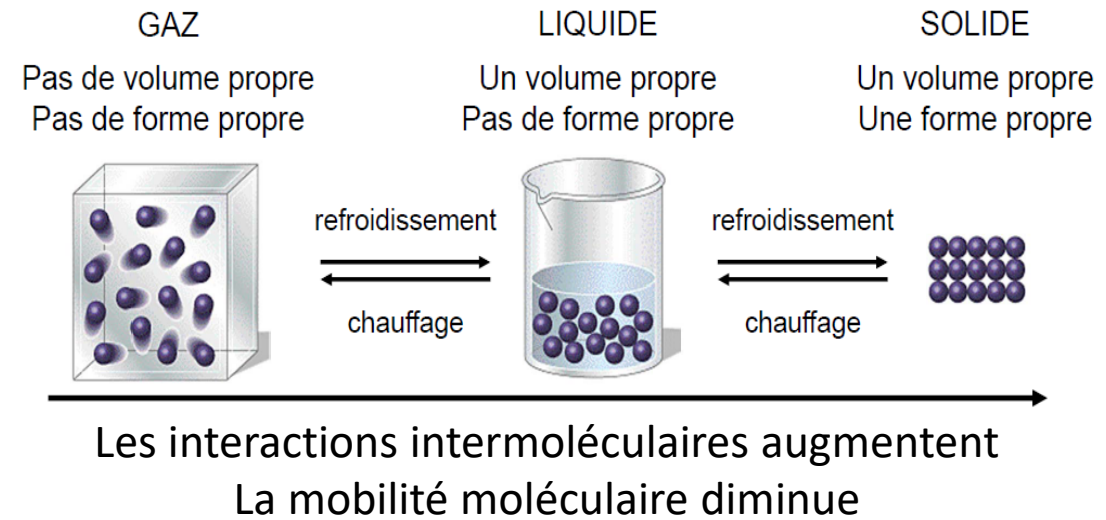 GAZ
Pas de volume propre
Pas de forme propre
LIQUIDE
Un volume propre
Pas de forme propre
SOLIDE
Un volume propre
Une forme propre
refroidissement
chauffage
refroidissement
chauffage
Les interactions intermoléculaires augmentent
La mobilité moléculaire diminue